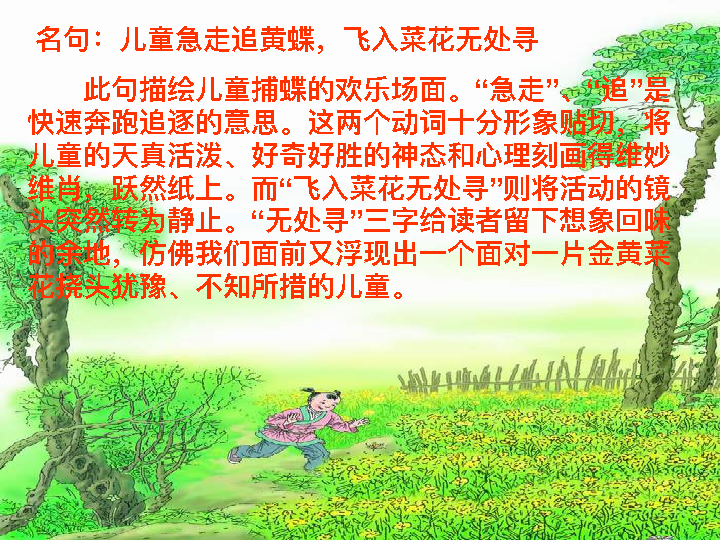 名句：儿童急走追黄蝶，飞入菜花无处寻
此句描绘儿童捕蝶的欢乐场面。“急走”、“追”是
快速奔跑追逐的意思。这两个动词十分形象贴切，将
儿童的天真活泼、好奇好胜的神态和心理刻画得维妙
维肖，跃然纸上。而“飞入菜花无处寻”则将活动的镜
头突然转为静止。“无处寻”三字给读者留下想象回味
的余地，仿佛我们面前又浮现出一个面对一片金黄菜
花挠头犹豫、不知所措的儿童。